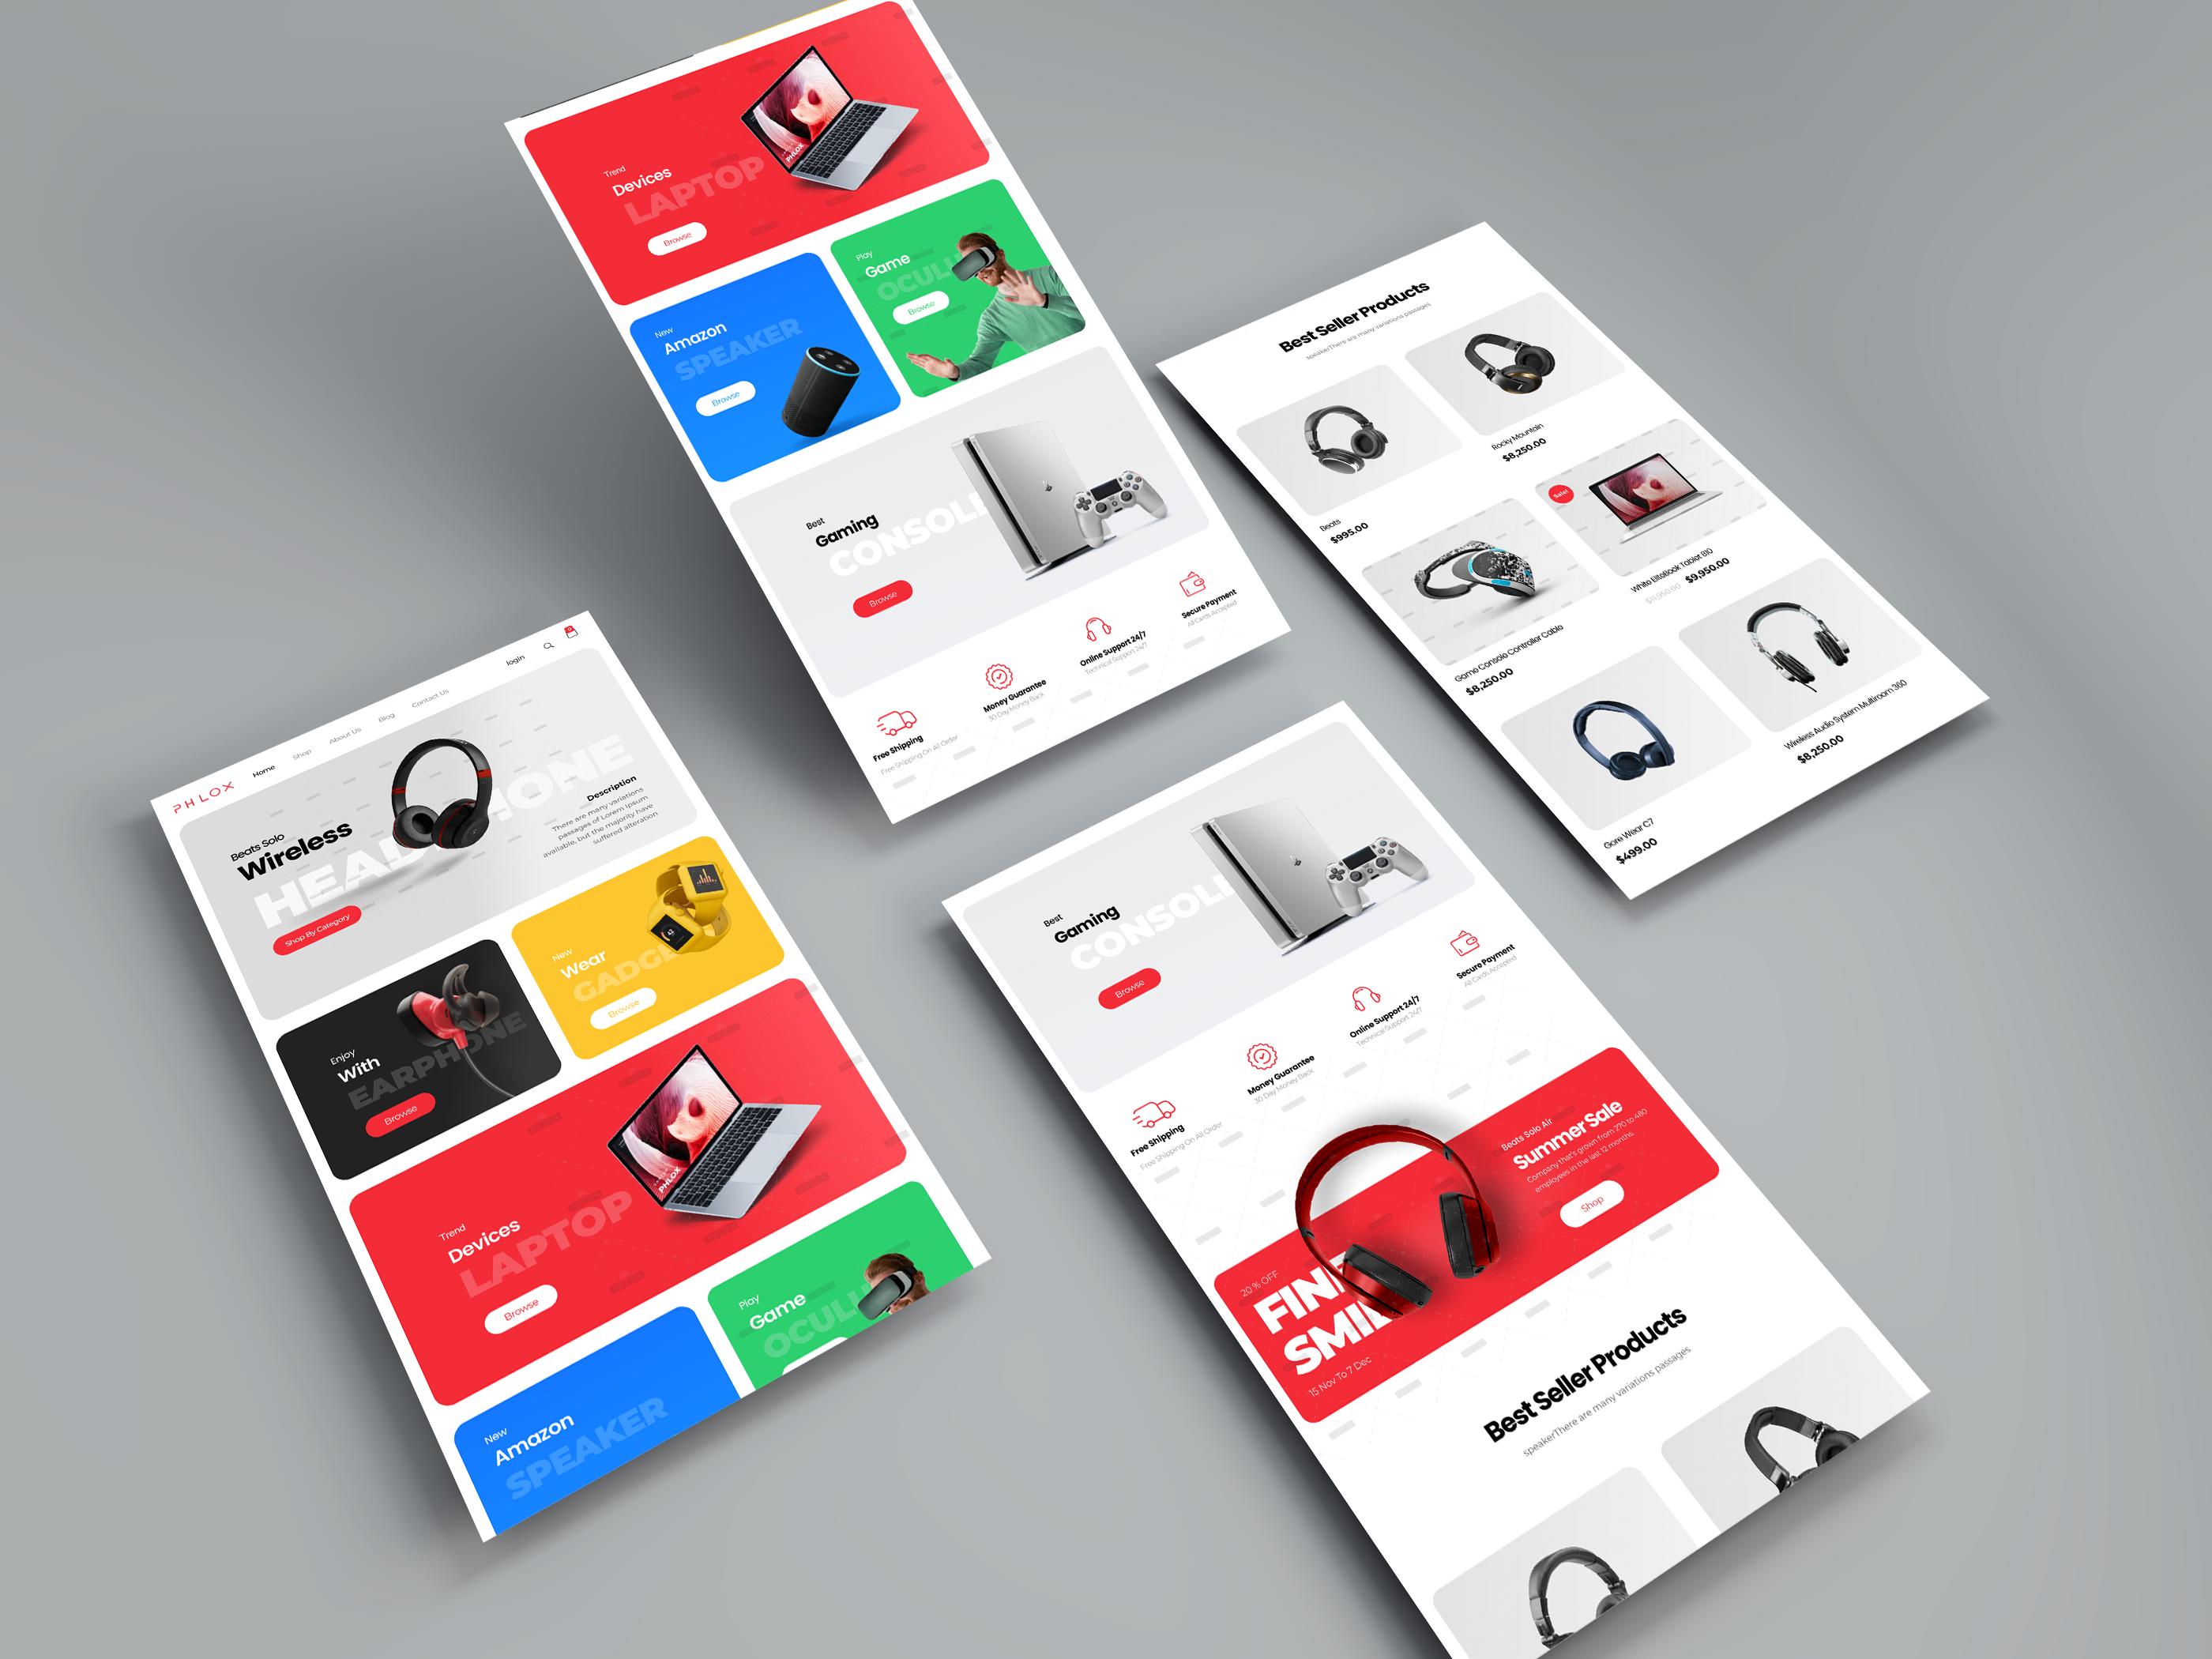 Trend
Devices
LAPTOP
PHLOX
Browse
Play
Game
OCULU
Browse
New
Amazon
SPEAKER
Browse
Best
Gaming
CONSOLE
Browse
Free Shipping
Free Shipping On All Order
Money Guarantee
30 Day Money Back
Online Support 24/7
Technical Support 24/7
Secure Payment
All Cards Accepted
Best Seller Products
speakerThere are many variations passages
Beats
$995.00
Rocky Mountain
$8,250.00
Game Console Controller Cable
$8,250.00
Sale!
White EliteBook Tablet 810
$11,950.00 $9,950.00
Gore Wear C7
$499.00
Wireless Audio System Multiroom 360
$8,250.00
PHLOX
Home
Shop
About Us
Blog
Contact Us
login
Beats Solo
Wireless
HEADPHONE
Shop By Category
Description
There are many variations
passages of Lorem Ipsum
available, but the majority have
suffered alteration
Enjoy
With
EARPHONE
Browse
New
Wear
GADGE
Browse
Trend
Devices
LAPTOP
PHLOX
Browse
New
Amazon
SPEAKER
Play
Game
OCULU
Best
Gaming
CONSOLE
Browse
Free Shipping
Free Shipping On All Order
Money Guarantee
30 Day Money Back
Online Support 24/7
Technical Support 24/7
Secure Payment
All Cards Accepted
20 % OFF
FINE
SMILE
15 Nov To 7 Dec
Beats Solo Air
Summer Sale
Company that's grown from 270 to 480
employees in the last 12 months.
Shop
Best Seller Products
speakerThere are many variations passages